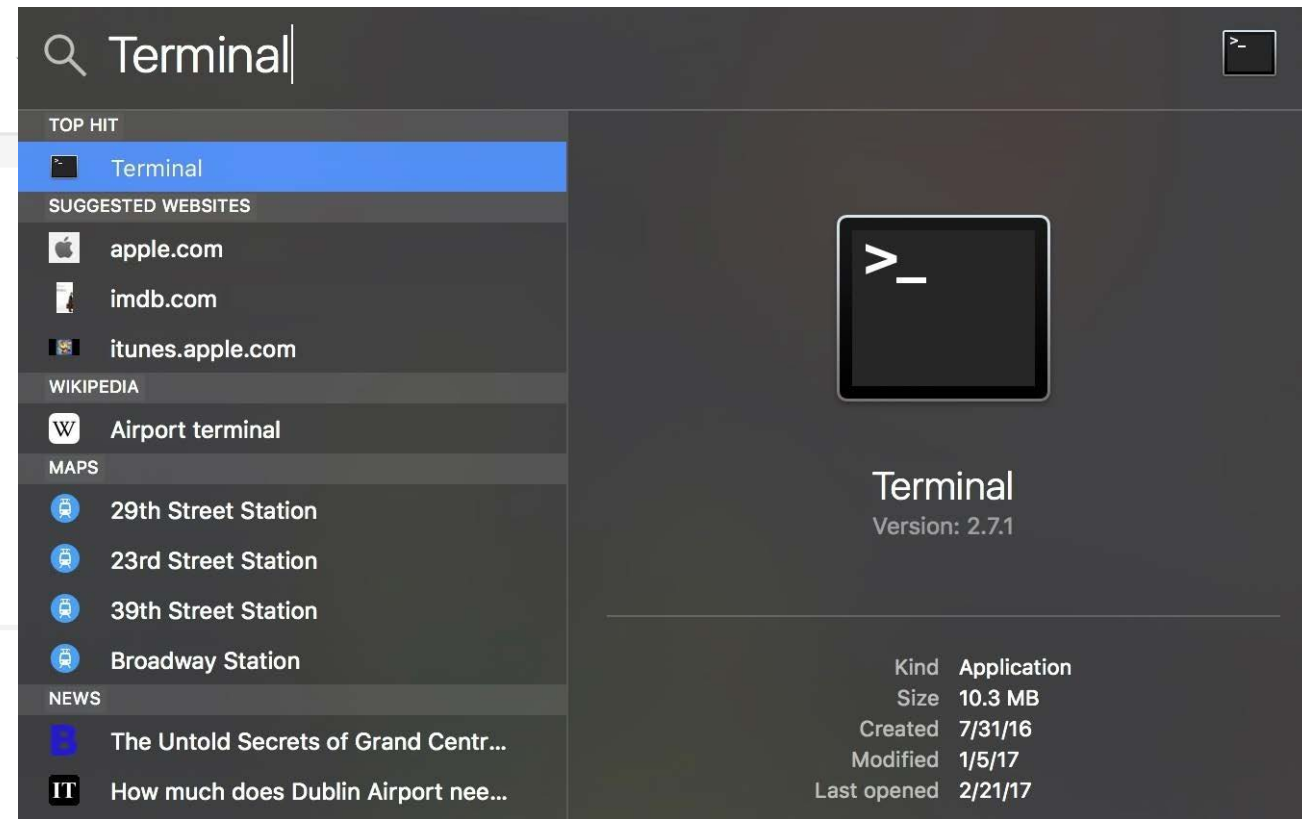 Terminal
>_
TOP HIT
>_ Terminal
SUGGESTED WEBSITES
apple.com
imdb.com
itunes.apple.com
WIKIPEDIA
W Airport terminal
MAPS
29th Street Station
23rd Street Station
39th Street Station
Broadway Station
NEWS
B The Untold Secrets of Grand Centr...
IT How much does Dublin Airport nee...
>_
Terminal
Version: 2.7.1
Kind Application
Size 10.3 MB
Created 7/31/16
Modified 1/5/17
Last opened 2/21/17